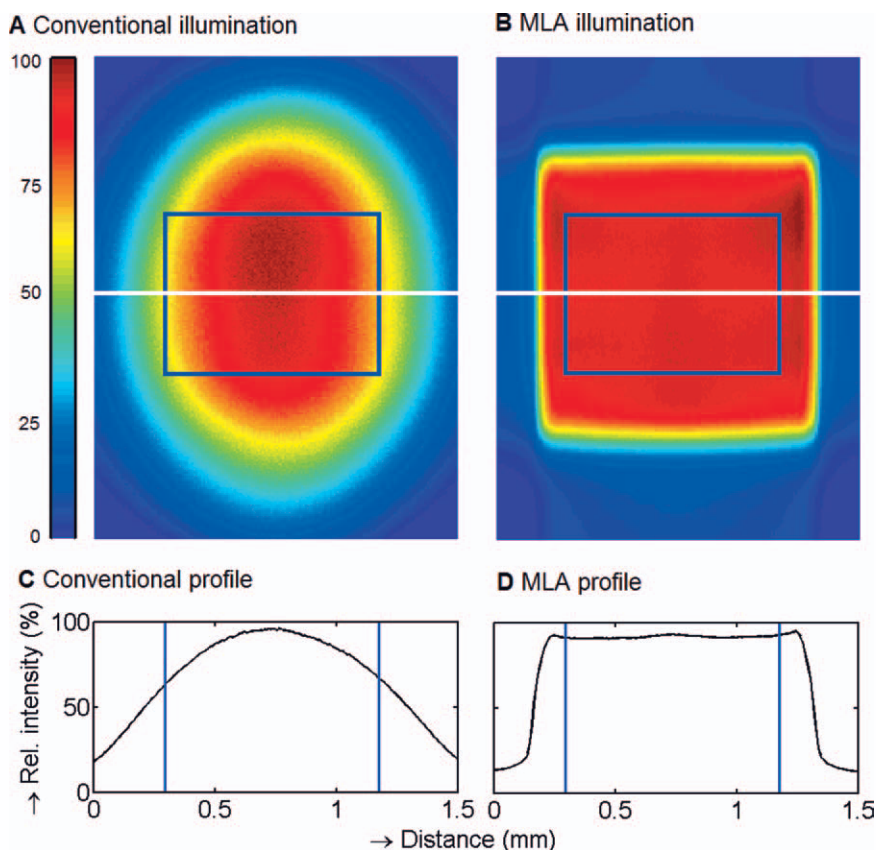 A Conventional illumination
B MLA illumination
100
75
50
25
0
C Conventional profile
D MLA profile
→ Rel. intensity (%)
100
50
0
0
0.5
1
1.5
0
0.5
1
1.5
→ Distance (mm)